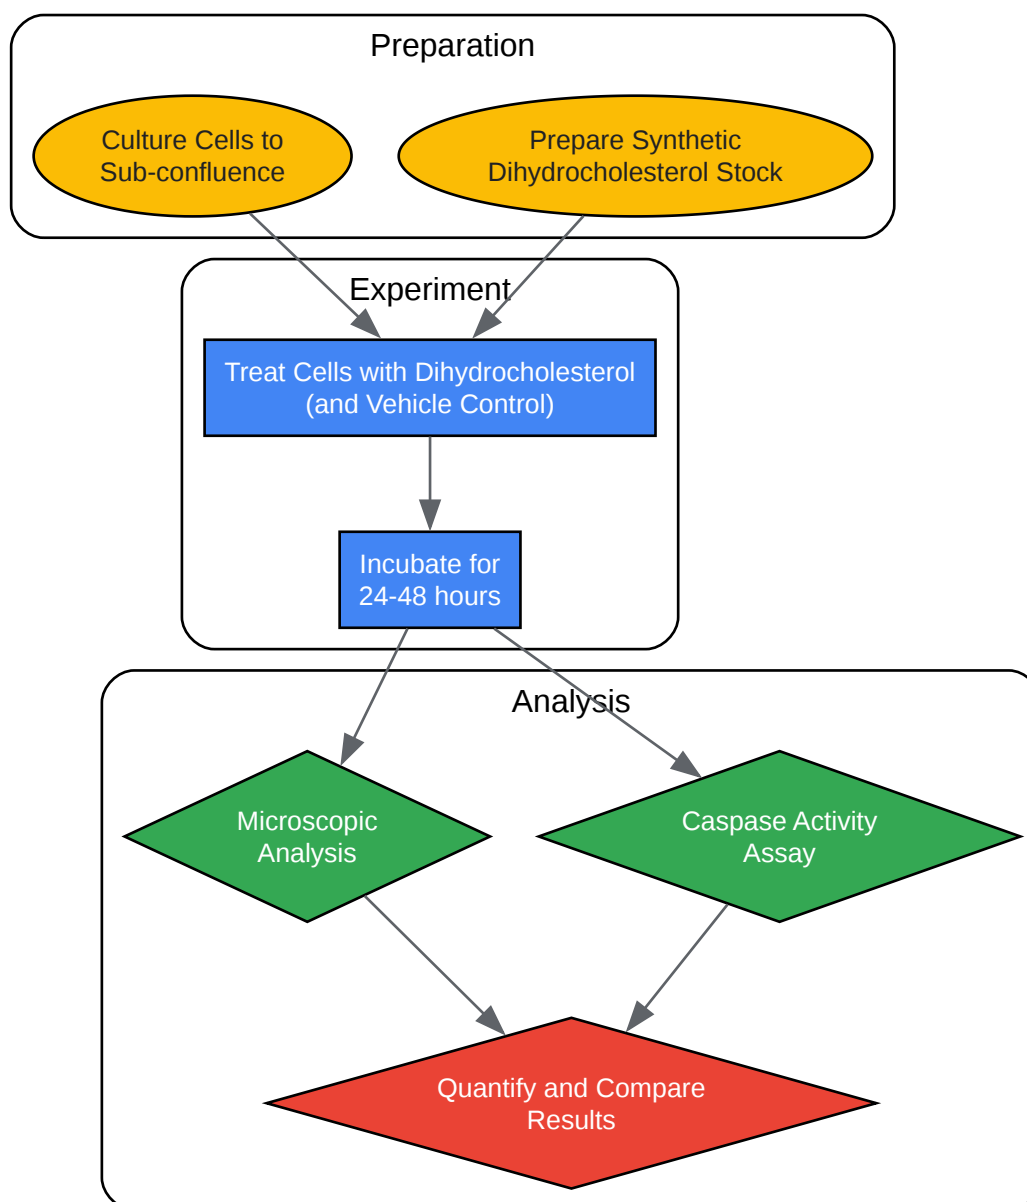 Preparation
Culture Cells to
Sub-confluence
Prepare Synthetic
Dihydrocholesterol Stock
Experiment
Treat Cells with Dihydrocholesterol
(and Vehicle Control)
Incubate for
24-48 hours
Analysis
Microscopic
Analysis
Caspase Activity
Assay
Quantify and Compare
Results